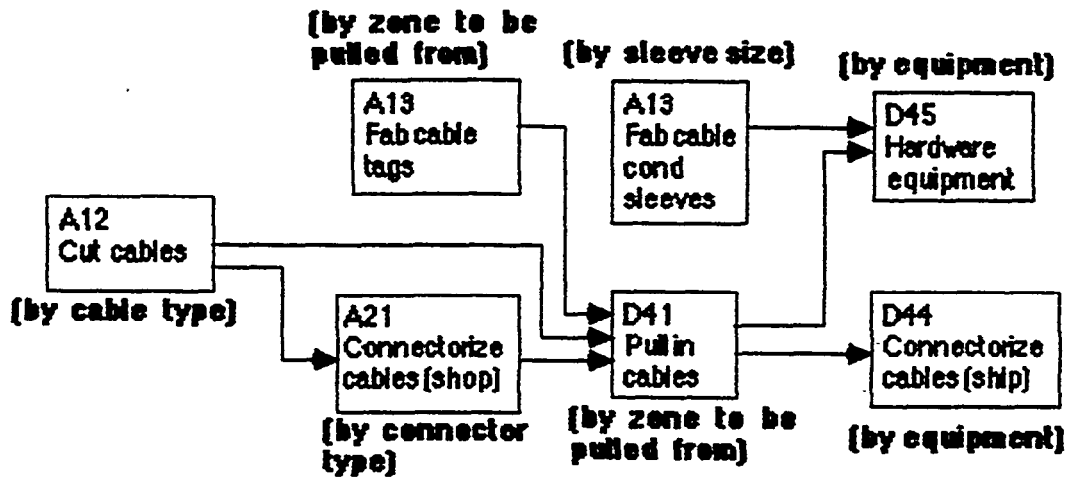 (by zone to be
pulled from)
A13
Fab cable
tags
(by sleeve size)
A13
Fab cable
cond
sleeves
(by equipment)
D45
Hardware
equipment
A12
Cut cables
(by cable type)
A21
Connectorize
cables (shop)
(by connector
type)
D41
Pull in
cables
(by zone to be
pulled from)
D44
Connectorize
cables (ship)
(by equipment)